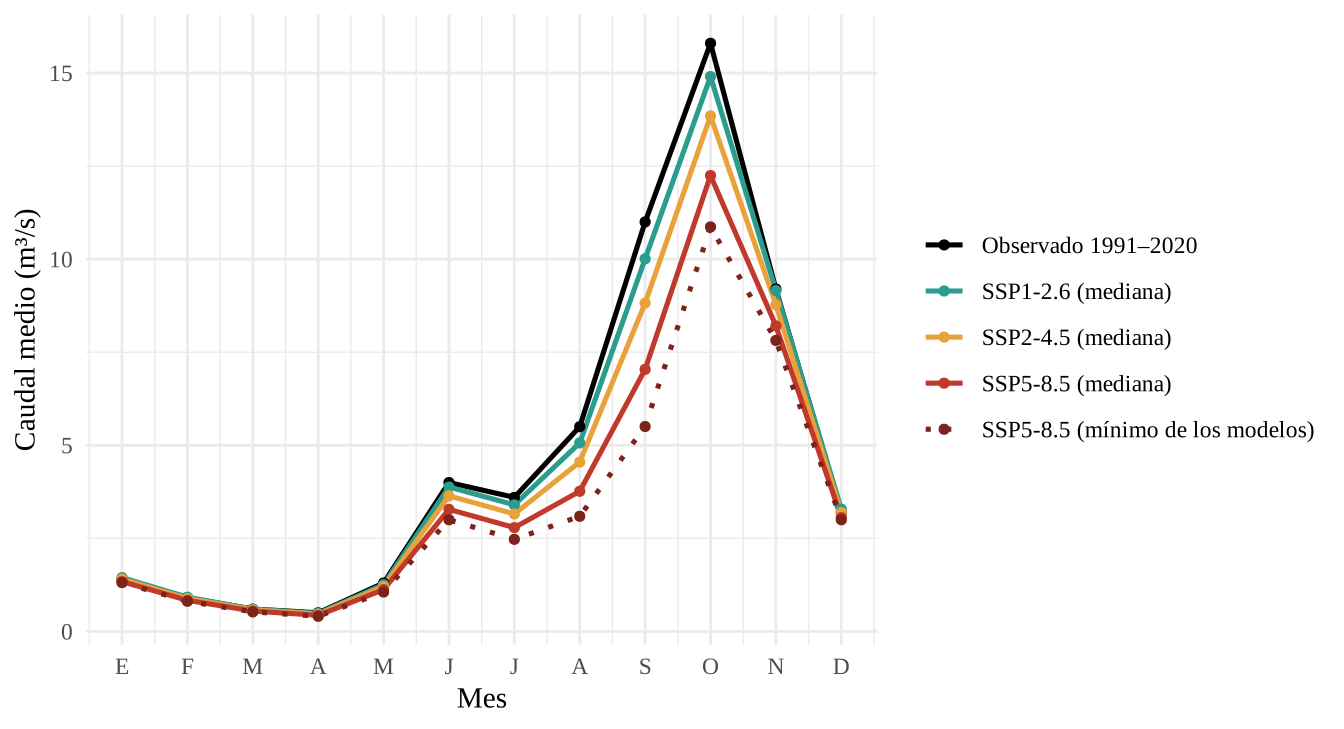 15
10
5
0
Caudal medio (m³/s)
E F M A M J J A S O N D
Mes
Observado 1991–2020
SSP1-2.6 (mediana)
SSP2-4.5 (mediana)
SSP5-8.5 (mediana)
SSP5-8.5 (mínimo de los modelos)